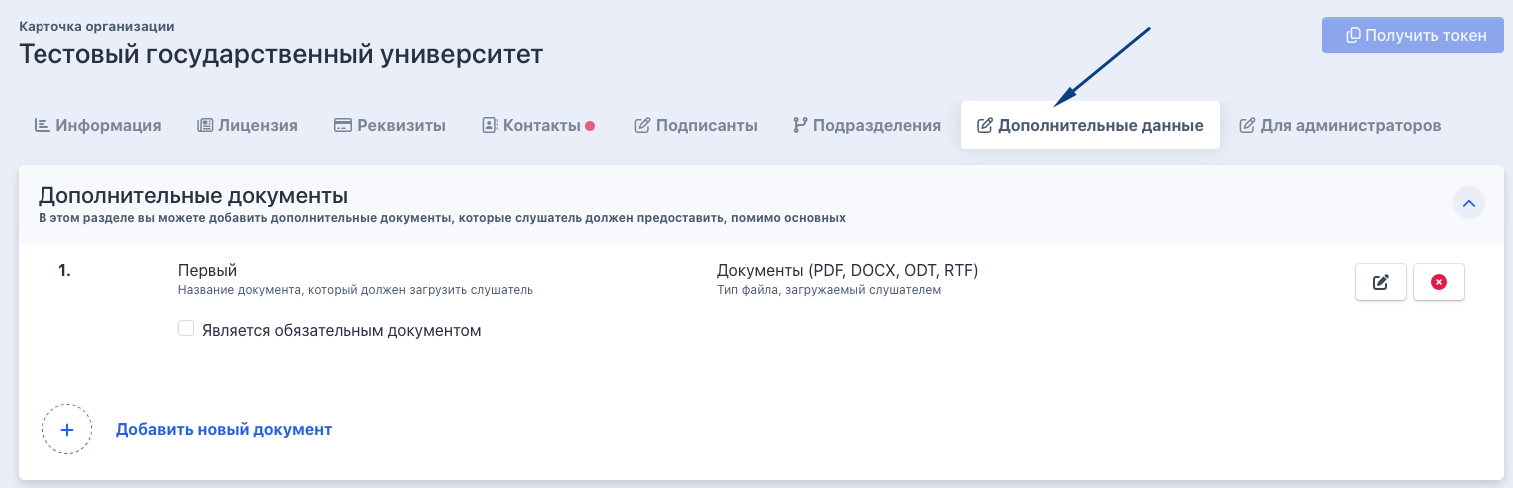 Карточка организации
Тестовый государственный университет
Получить токен
Информация Лицензия Реквизиты Контакты Подписанты Подразделения Дополнительные данные Для администраторов
Дополнительные документы
В этом разделе вы можете добавить дополнительные документы, которые слушатель должен предоставить, помимо основных
1. Первый Документы (PDF, DOCX, ODT, RTF)
Название документа, который должен загрузить слушатель Тип файла, загружаемый слушателем
Является обязательным документом
+ Добавить новый документ